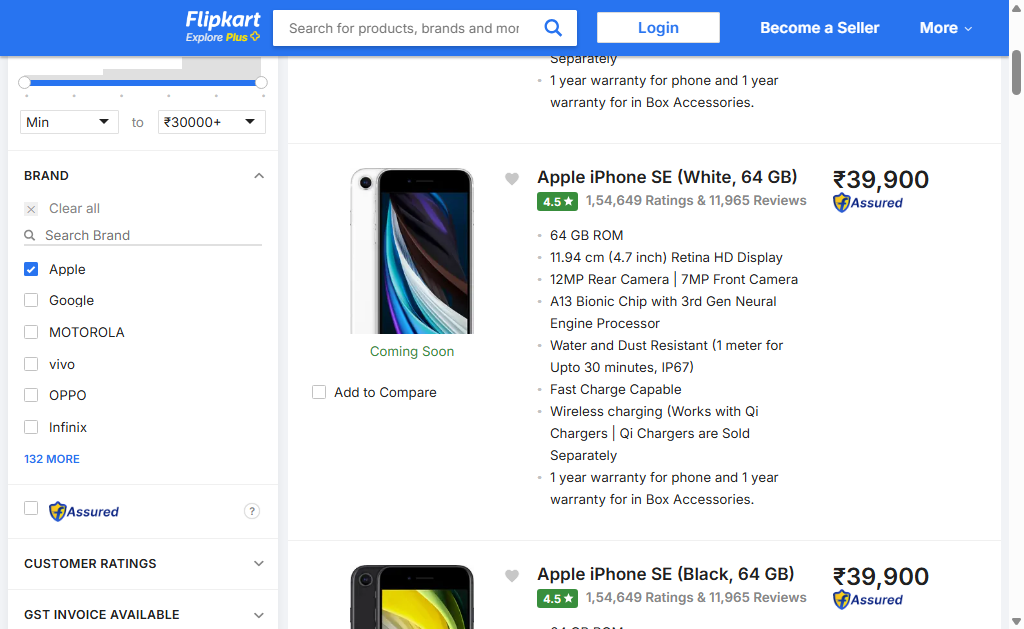 Flipkart
Explore Plus
Search for products, brands and mor
Login
Become a Seller
More
Min
to
₹30000+
BRAND
Clear all
Search Brand
Apple
Google
MOTOROLA
vivo
OPPO
Infinix
132 MORE
Assured
?
CUSTOMER RATINGS
GST INVOICE AVAILABLE
Separately
1 year warranty for phone and 1 year
warranty for in Box Accessories.
Coming Soon
Add to Compare
Apple iPhone SE (White, 64 GB)
4.5★ 1,54,649 Ratings & 11,965 Reviews
64 GB ROM
11.94 cm (4.7 inch) Retina HD Display
12MP Rear Camera | 7MP Front Camera
A13 Bionic Chip with 3rd Gen Neural
Engine Processor
Water and Dust Resistant (1 meter for
Upto 30 minutes, IP67)
Fast Charge Capable
Wireless charging (Works with Qi
Chargers | Qi Chargers are Sold
Separately
1 year warranty for phone and 1 year
warranty for in Box Accessories.
₹39,900
Assured
Apple iPhone SE (Black, 64 GB)
4.5★ 1,54,649 Ratings & 11,965 Reviews
64 GB ROM
₹39,900
Assured